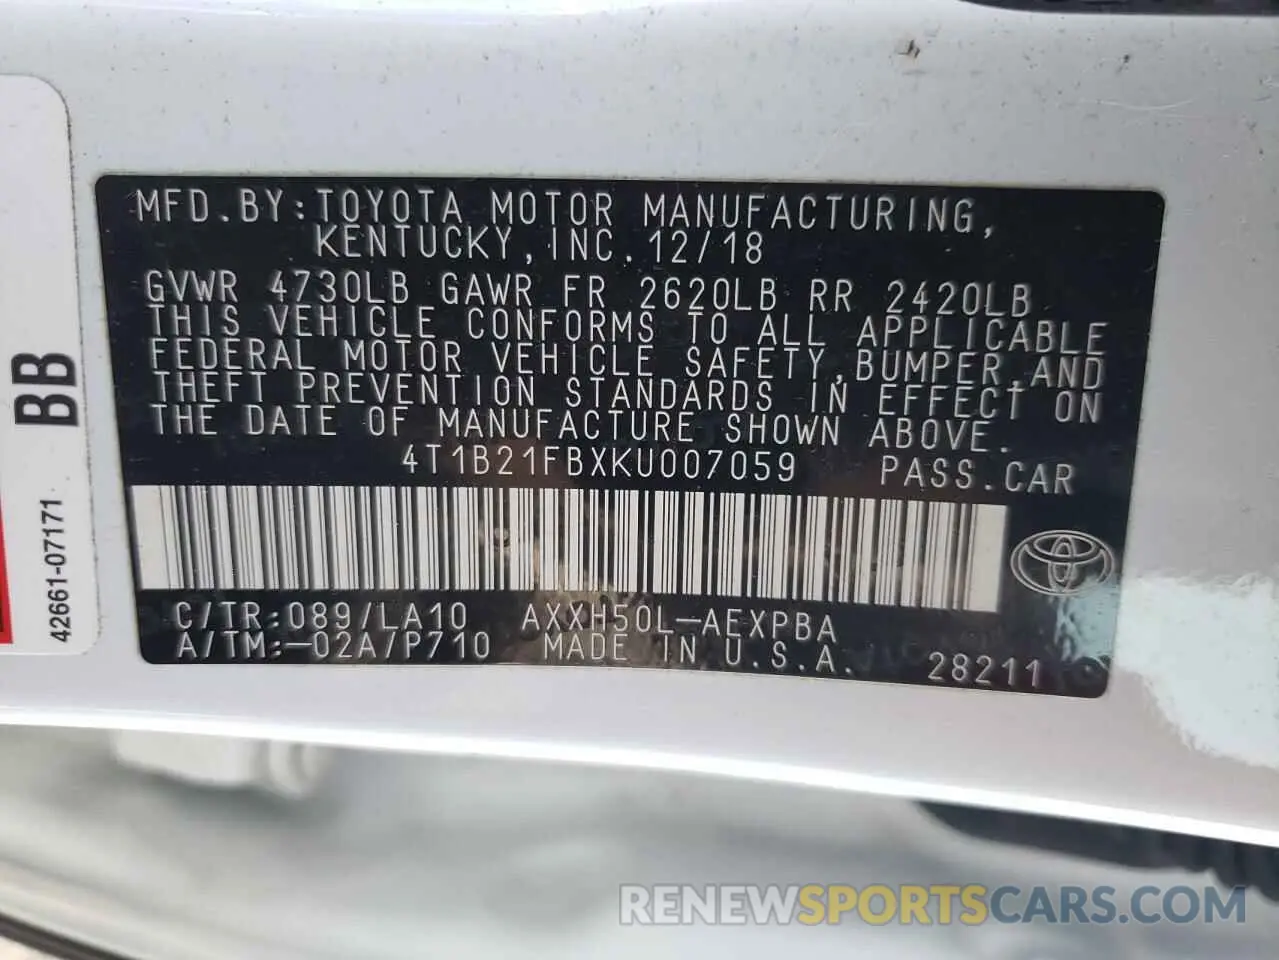 MFD.BY:TOYOTA MOTOR MANUFACTURING,
KENTUCKY,INC.12/18
GVWR 4730LB GAWR FR 2620LB RR 2420LB
THIS VEHICLE CONFORMS TO ALL APPLICABLE
FEDERAL MOTOR VEHICLE SAFETY,BUMPER,AND
THEFT PREVENTION STANDARDS IN EFFECT ON
THE DATE OF MANUFACTURE SHOWN ABOVE.
4T1B21FBXKU007059 PASS.CAR
C/TR:089/LA10 AXXH50L-AEXPBA
A/TM:-02A/P710 MADE IN U.S.A. 28211
BB
42661-07171
RENEWSPORTSCARS.COM